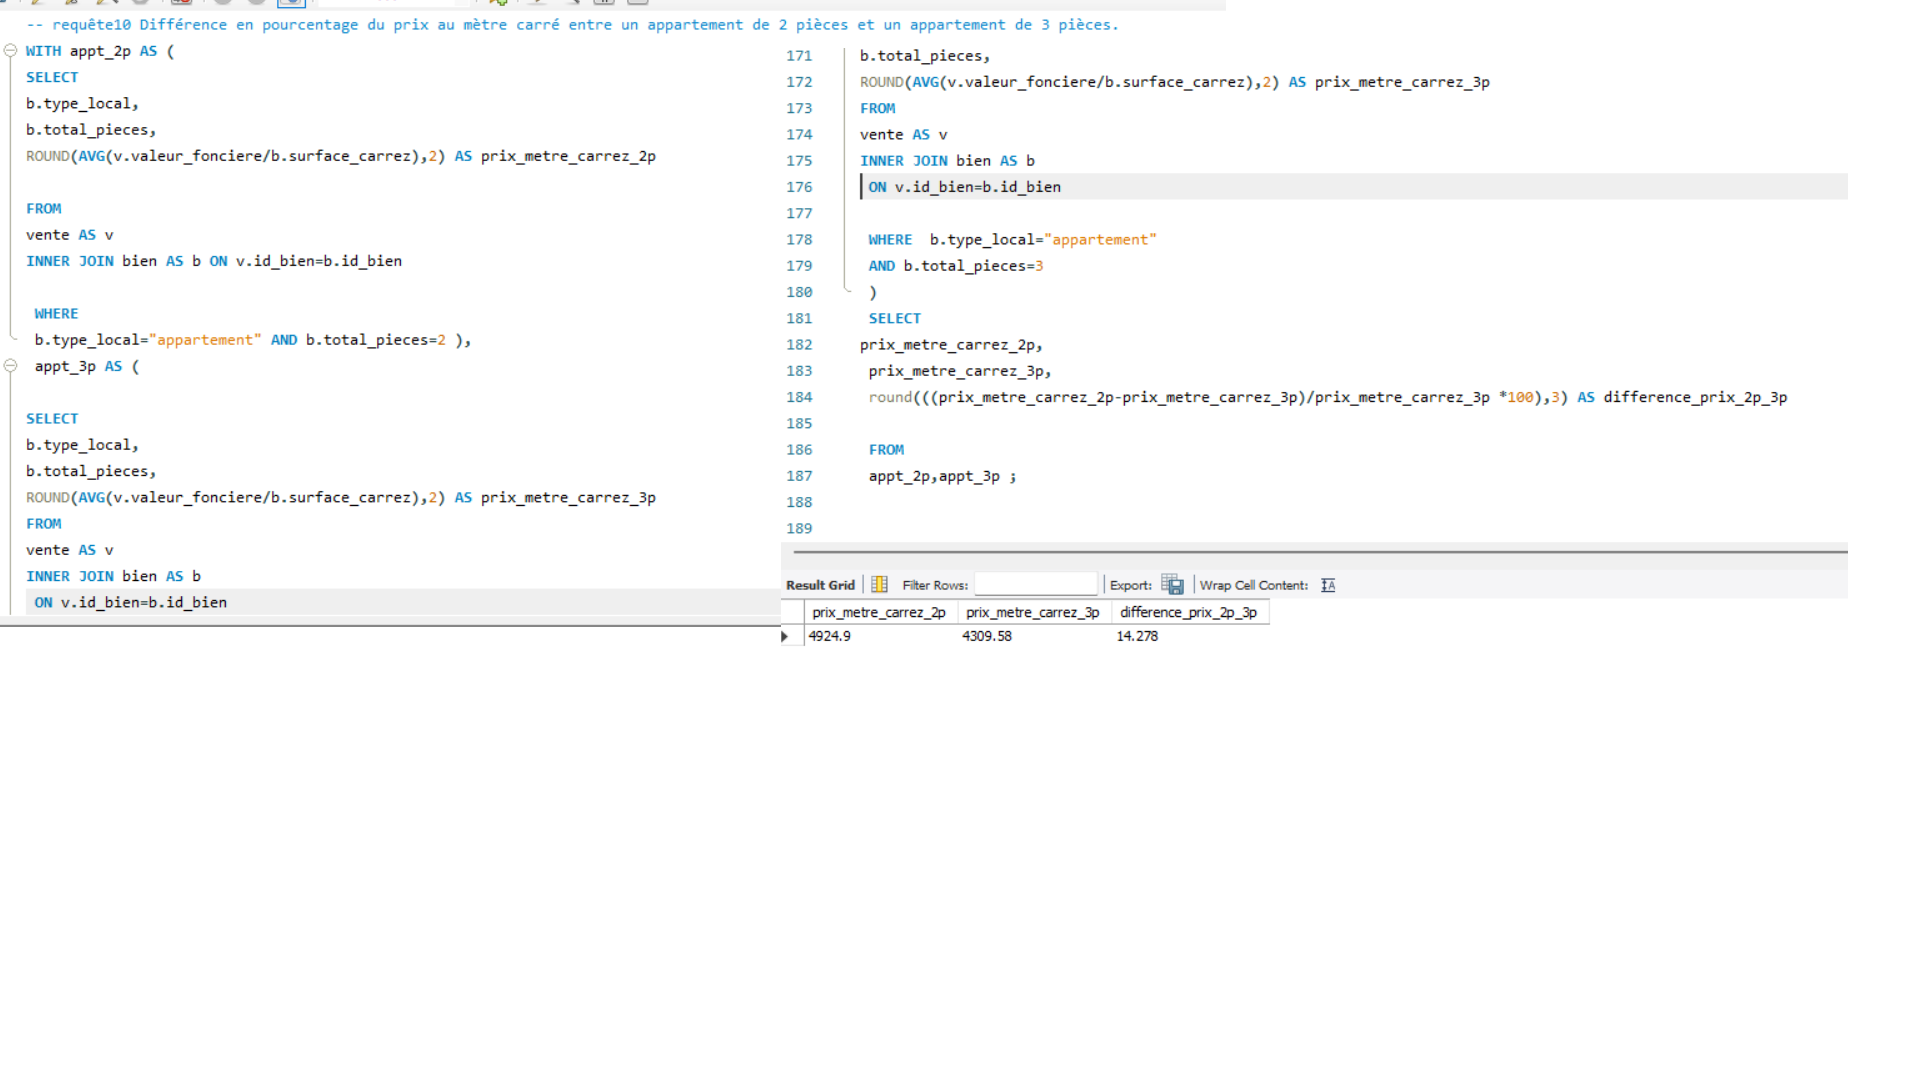 -- requête10 Différence en pourcentage du prix au mètre carré entre un appartement de 2 pièces et un appartement de 3 pièces.
WITH appt_2p AS (
SELECT
b.type_local,
b.total_pieces,
ROUND(AVG(v.valeur_fonciere/b.surface_carrez),2) AS prix_metre_carrez_2p
FROM
vente AS v
INNER JOIN bien AS b ON v.id_bien=b.id_bien
WHERE
b.type_local="appartement" AND b.total_pieces=2 ),
appt_3p AS (
SELECT
b.type_local,
b.total_pieces,
ROUND(AVG(v.valeur_fonciere/b.surface_carrez),2) AS prix_metre_carrez_3p
FROM
vente AS v
INNER JOIN bien AS b
ON v.id_bien=b.id_bien
171 b.total_pieces,
172 ROUND(AVG(v.valeur_fonciere/b.surface_carrez),2) AS prix_metre_carrez_3p
173 FROM
174 vente AS v
175 INNER JOIN bien AS b
176 ON v.id_bien=b.id_bien
177
178 WHERE  b.type_local="appartement"
179 AND b.total_pieces=3
180 )
181 SELECT
182 prix_metre_carrez_2p,
183 prix_metre_carrez_3p,
184 round(((prix_metre_carrez_2p-prix_metre_carrez_3p)/prix_metre_carrez_3p *100),3) AS difference_prix_2p_3p
185
186 FROM
187 appt_2p,appt_3p ;
188
189
Result Grid Filter Rows: Export: Wrap Cell Content:
prix_metre_carrez_2p prix_metre_carrez_3p difference_prix_2p_3p
4924.9 4309.58 14.278